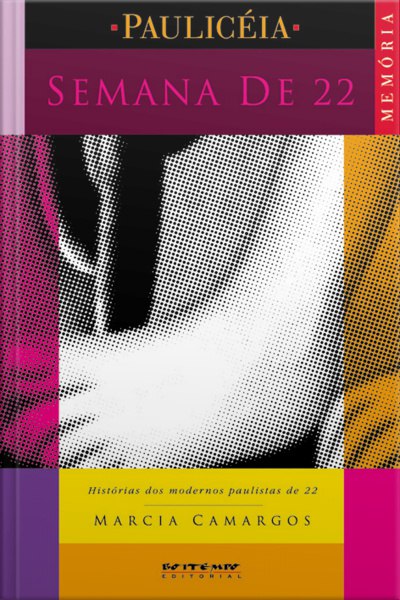 ·PAULICÉIA·
MEMÓRIA
SEMANA DE 22
Histórias dos modernos paulistas de 22
MARCIA CAMARGOS
BOITEMPO
EDITORIAL